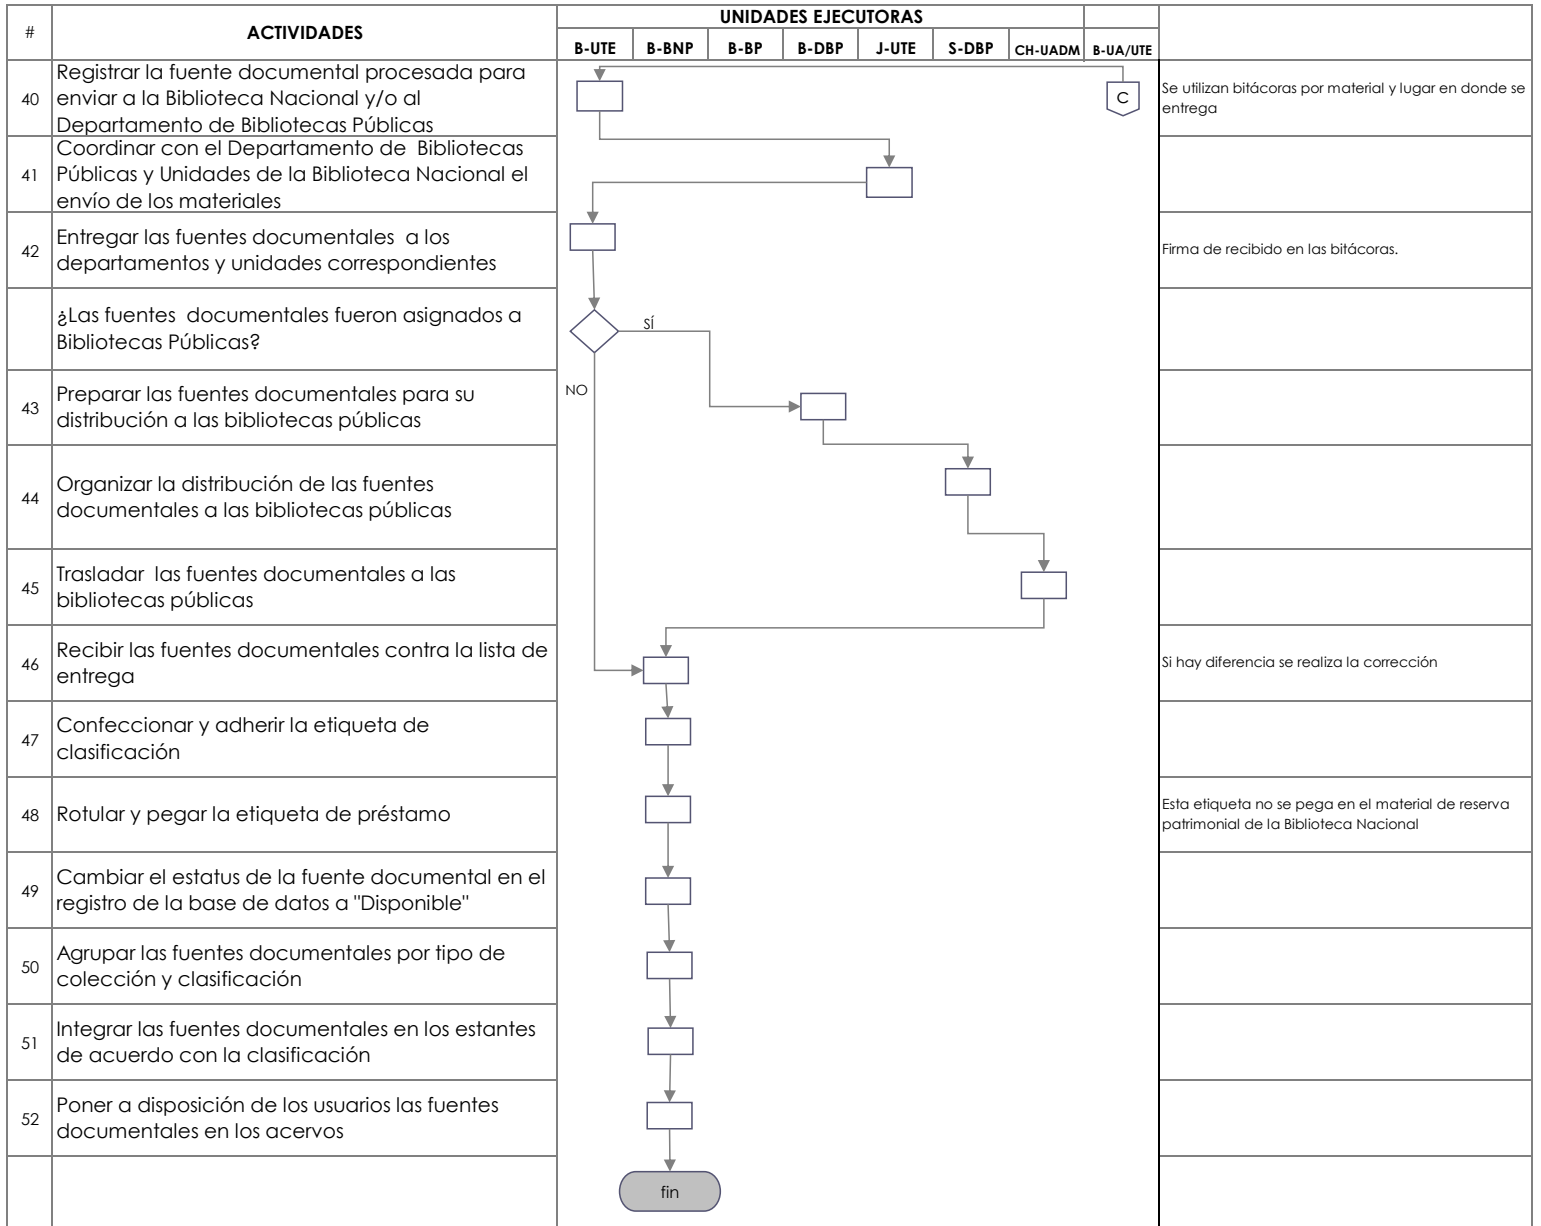 #
ACTIVIDADES
UNIDADES EJECUTORAS
B-UTE B-BNP B-BP B-DBP J-UTE S-DBP CH-UADM B-UA/UTE
40
Registrar la fuente documental procesada para
enviar a la Biblioteca Nacional y/o al
Departamento de Bibliotecas Públicas
C
Se utilizan bitácoras por material y lugar en donde se
entrega
41
Coordinar con el Departamento de Bibliotecas
Públicas y Unidades de la Biblioteca Nacional el
envío de los materiales
42
Entregar las fuentes documentales a los
departamentos y unidades correspondientes
Firma de recibido en las bitácoras.
¿Las fuentes documentales fueron asignados a
Bibliotecas Públicas?
SÍ
NO
43
Preparar las fuentes documentales para su
distribución a las bibliotecas públicas
44
Organizar la distribución de las fuentes
documentales a las bibliotecas públicas
45
Trasladar las fuentes documentales a las
bibliotecas públicas
46
Recibir las fuentes documentales contra la lista de
entrega
Si hay diferencia se realiza la corrección
47
Confeccionar y adherir la etiqueta de
clasificación
48
Rotular y pegar la etiqueta de préstamo
Esta etiqueta no se pega en el material de reserva
patrimonial de la Biblioteca Nacional
49
Cambiar el estatus de la fuente documental en el
registro de la base de datos a "Disponible"
50
Agrupar las fuentes documentales por tipo de
colección y clasificación
51
Integrar las fuentes documentales en los estantes
de acuerdo con la clasificación
52
Poner a disposición de los usuarios las fuentes
documentales en los acervos
fin